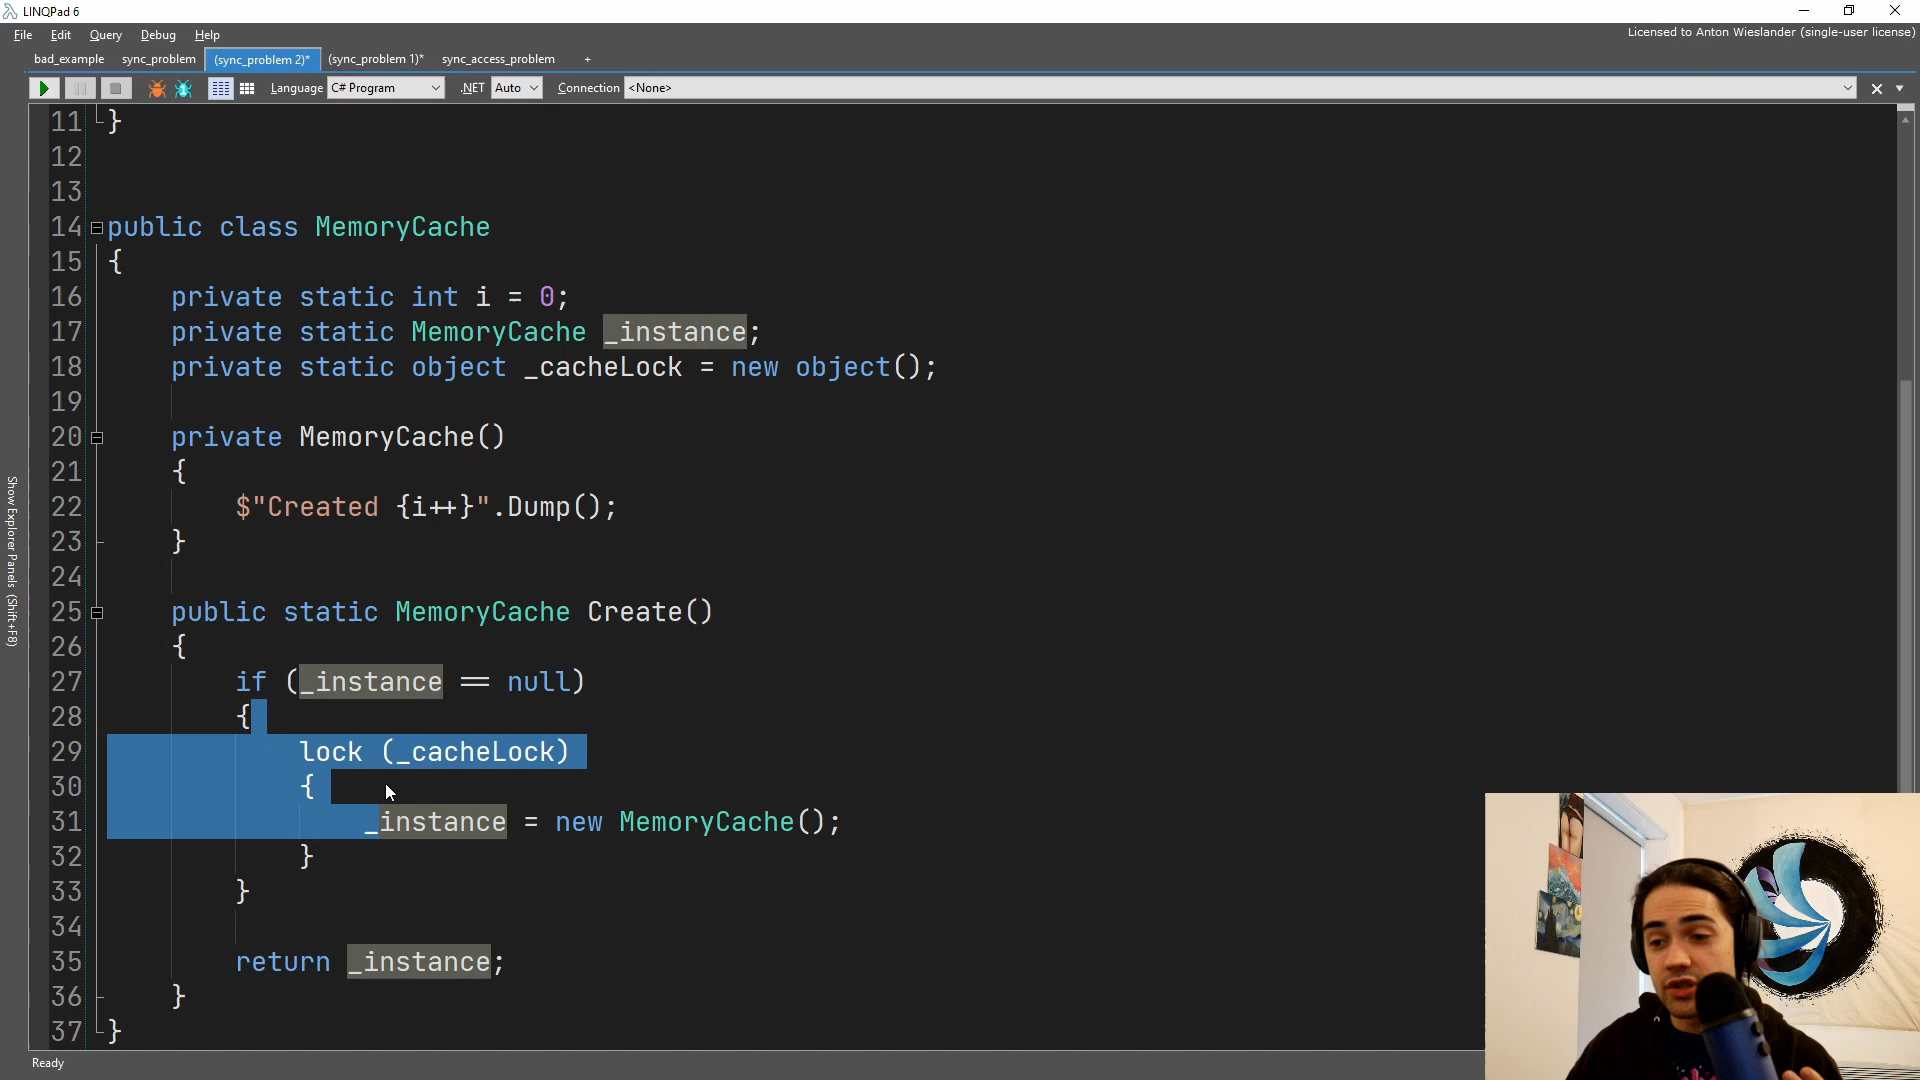 LINQPad 6
File Edit Query Debug Help
Licensed to Anton Wieslander (single-user license)
bad_example sync_problem (sync_problem 2)* (sync_problem 1)* sync_access_problem +
Language C# Program .NET Auto Connection <None>
Show Explorer Panels (Shift+F8)
11 }
12
13
14 public class MemoryCache
15 {
16 private static int i = 0;
17 private static MemoryCache _instance;
18 private static object _cacheLock = new object();
19
20 private MemoryCache()
21 {
22 $"Created {i++}".Dump();
23 }
24
25 public static MemoryCache Create()
26 {
27 if (_instance == null)
28 {
29 lock (_cacheLock)
30 {
31 _instance = new MemoryCache();
32 }
33 }
34
35 return _instance;
36 }
37 }
Ready